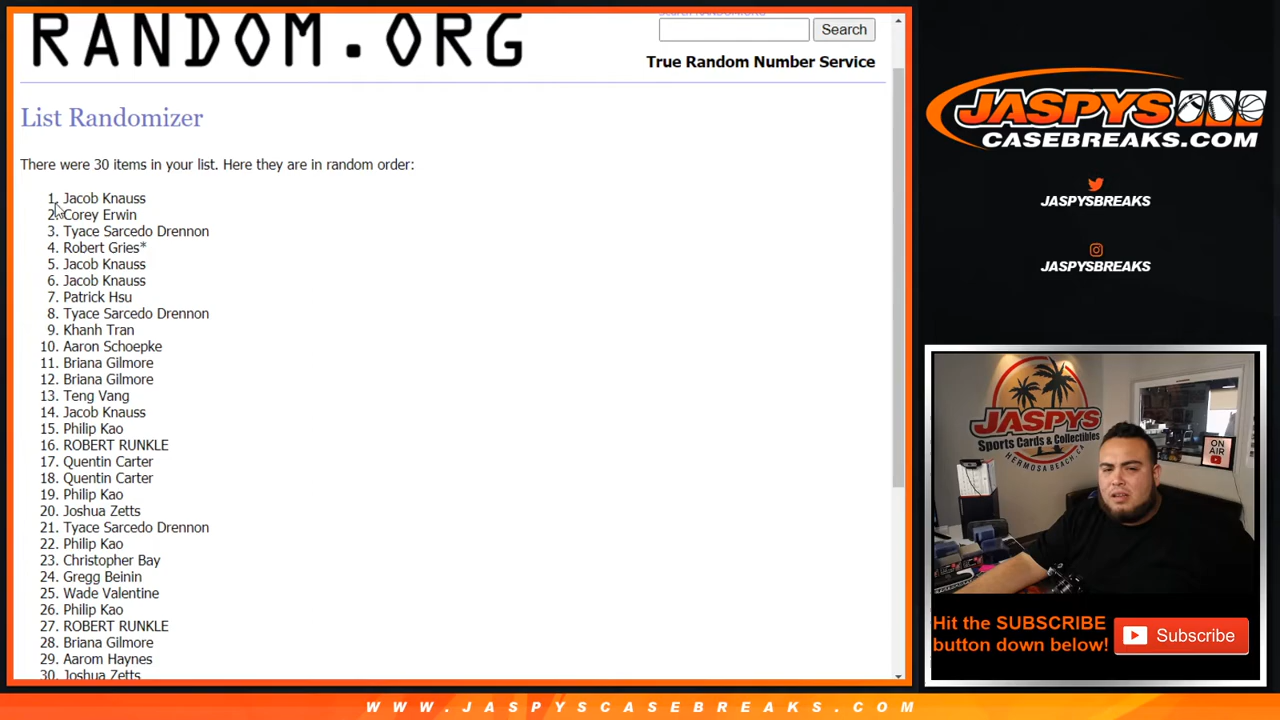 RANDOM.ORG
Search RANDOM.ORG
Search
True Random Number Service
List Randomizer
There were 30 items in your list. Here they are in random order:
1. Jacob Knauss
2. Corey Erwin
3. Tyace Sarcedo Drennon
4. Robert Gries*
5. Jacob Knauss
6. Jacob Knauss
7. Patrick Hsu
8. Tyace Sarcedo Drennon
9. Khanh Tran
10. Aaron Schoepke
11. Briana Gilmore
12. Briana Gilmore
13. Teng Vang
14. Jacob Knauss
15. Philip Kao
16. ROBERT RUNKLE
17. Quentin Carter
18. Quentin Carter
19. Philip Kao
20. Joshua Zetts
21. Tyace Sarcedo Drennon
22. Philip Kao
23. Christopher Bay
24. Gregg Beinin
25. Wade Valentine
26. Philip Kao
27. ROBERT RUNKLE
28. Briana Gilmore
29. Aarom Haynes
30. Joshua Zetts
JASPYS
CASEBREAKS.COM
JASPYSBREAKS
JASPYSBREAKS
JASPYS
Sports Cards & Collectibles
HERMOSA BEACH, CA
ON AIR
Hit the SUBSCRIBE
button down below!
Subscribe
WWW.JASPYSCASEBREAKS.COM